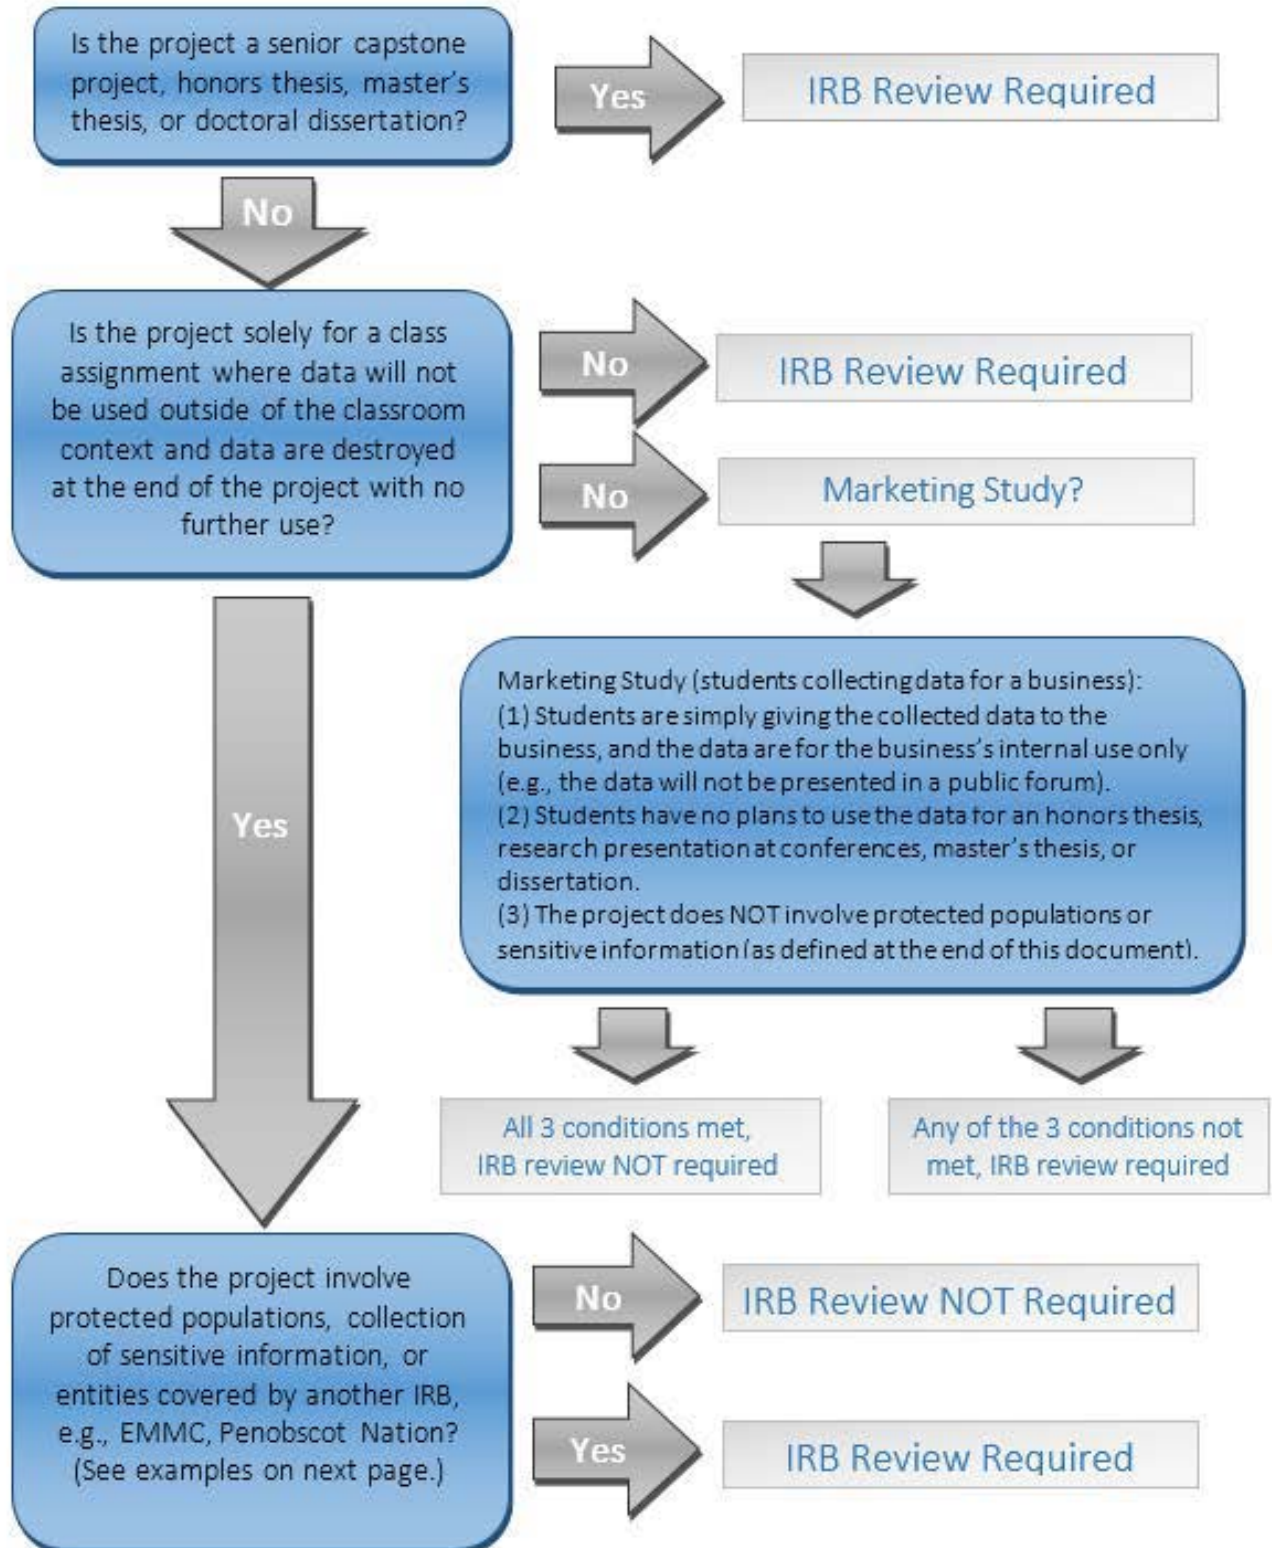 Is the project a senior capstone
project, honors thesis, master's
thesis, or doctoral dissertation?
Yes
IRB Review Required
No
Is the project solely for a class
assignment where data will not
be used outside of the classroom
context and data are destroyed
at the end of the project with no
further use?
No
IRB Review Required
No
Marketing Study?
Marketing Study (students collecting data for a business):
(1) Students are simply giving the collected data to the
business, and the data are for the business's internal use only
(e.g., the data will not be presented in a public forum).
(2) Students have no plans to use the data for an honors thesis,
research presentation at conferences, master's thesis, or
dissertation.
(3) The project does NOT involve protected populations or
sensitive information (as defined at the end of this document).
Yes
All 3 conditions met,
IRB review NOT required
Any of the 3 conditions not
met, IRB review required
Does the project involve
protected populations, collection
of sensitive information, or
entities covered by another IRB,
e.g., EMMC, Penobscot Nation?
(See examples on next page.)
No
IRB Review NOT Required
Yes
IRB Review Required